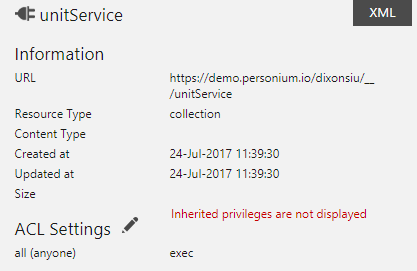 unitService
XML
Information
URL https://demo.personium.io/dixonsiu/__
/unitService
Resource Type collection
Content Type
Created at 24-Jul-2017 11:39:30
Updated at 24-Jul-2017 11:39:30
Size
Inherited privileges are not displayed
ACL Settings
all (anyone) exec